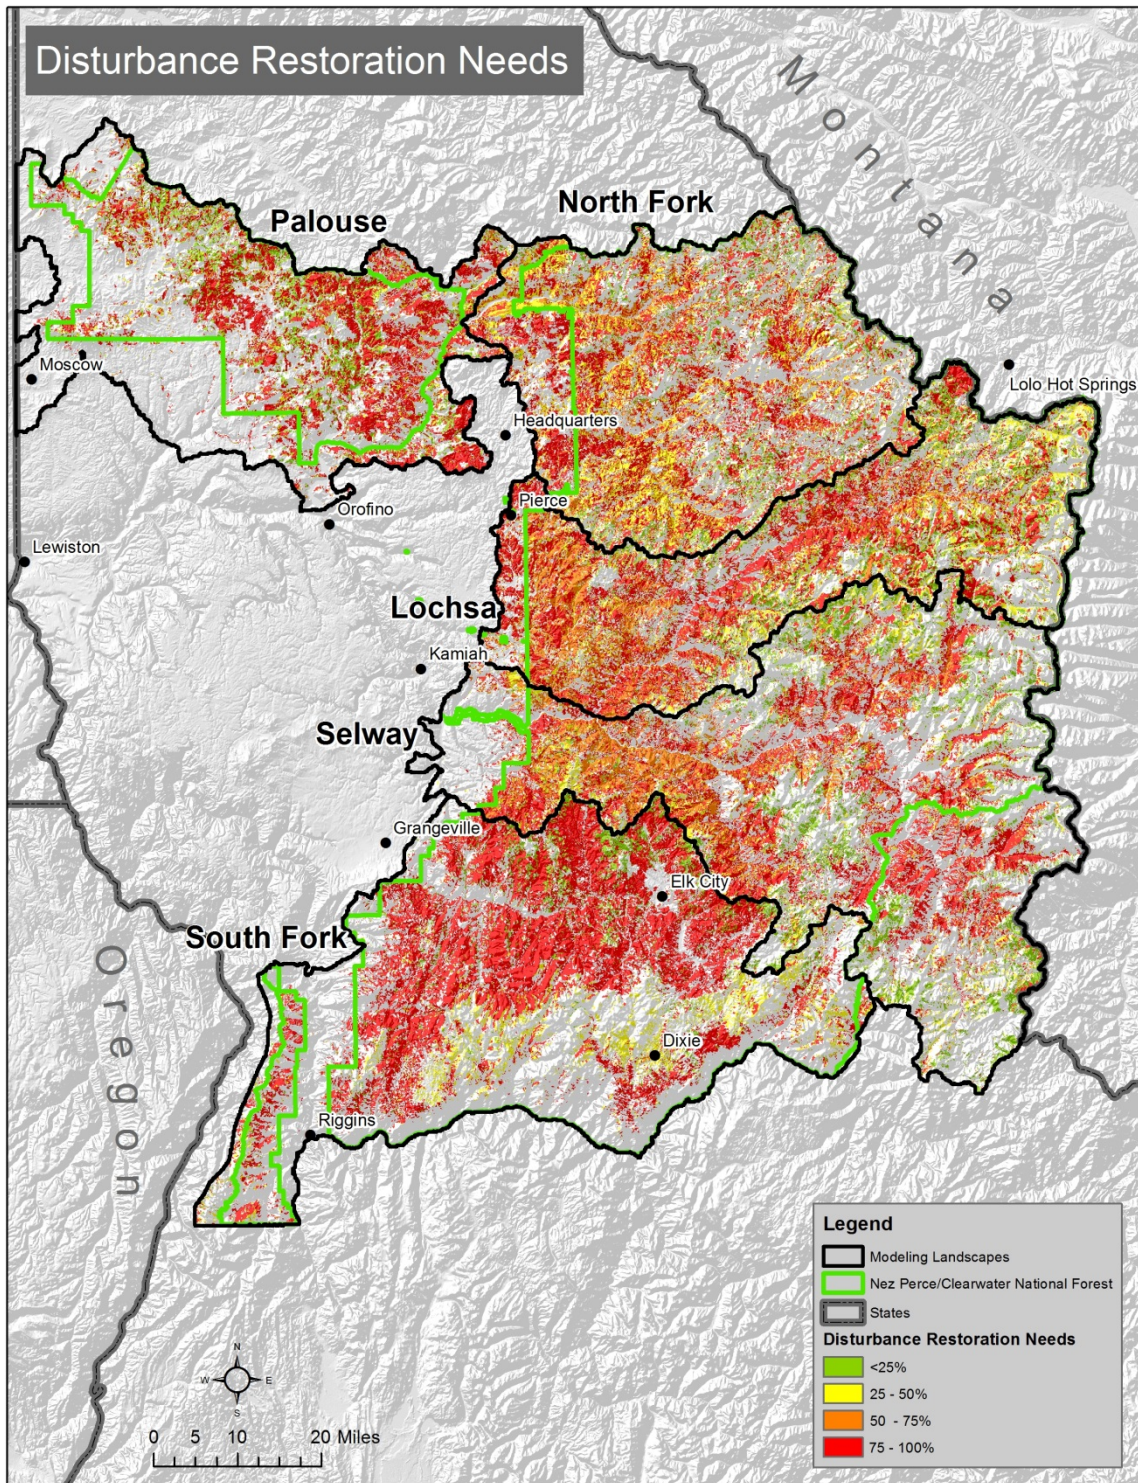 Disturbance Restoration Needs
Montana
North Fork
Palouse
Moscow
Lolo Hot Springs
Headquarters
Pierce
Orofino
Lewiston
Lochsa
Kamiah
Selway
Grangeville
Elk City
South Fork
Oregon
Dixie
Riggins
Legend
Modeling Landscapes
Nez Perce/Clearwater National Forest
States
Disturbance Restoration Needs
<25%
25 - 50%
50 - 75%
75 - 100%
N
W E
S
0 5 10 20 Miles